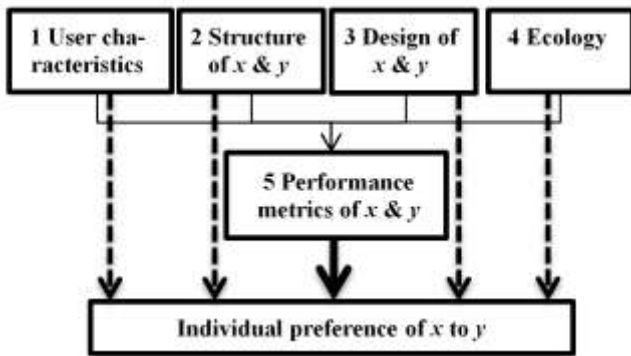 1 User cha-
racteristics
2 Structure
of x & y
3 Design of
x & y
4 Ecology
5 Performance
metrics of x & y
Individual preference of x to y